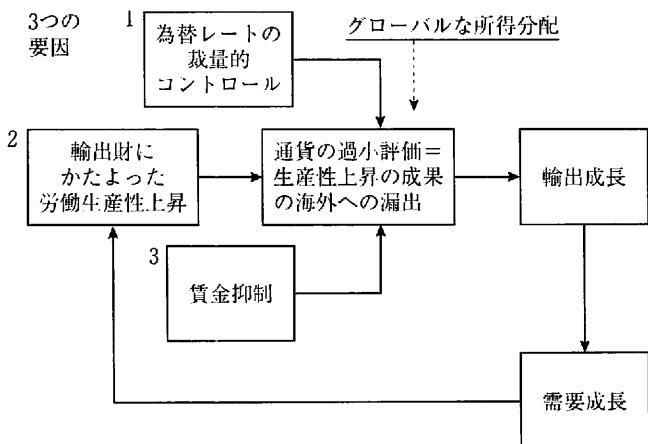 3つの
要因
1
為替レートの
裁量的
コントロール
グローバルな所得分配
2
輸出財に
かたよった
労働生産性上昇
通貨の過小評価＝
生産性上昇の成果
の海外への漏出
輸出成長
3
賃金抑制
需要成長